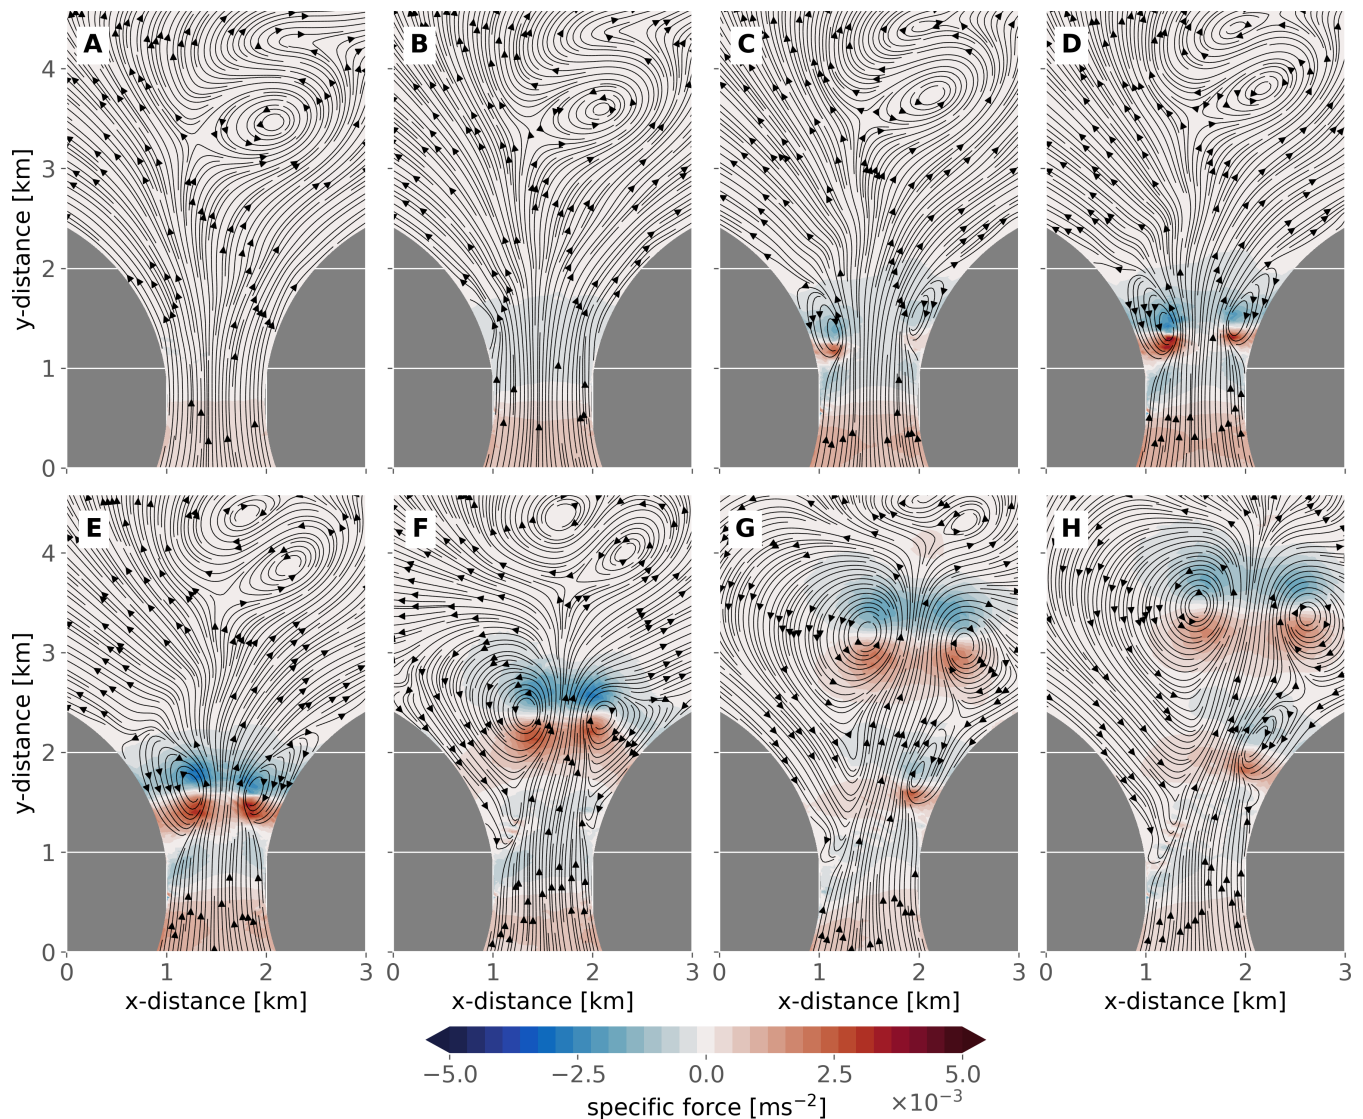 A B C D
4
3
2
1
0
y-distance [km]
E F G H
4
3
2
1
0
y-distance [km]
0 1 2 3 0 1 2 3 0 1 2 3 0 1 2 3
x-distance [km] x-distance [km] x-distance [km] x-distance [km]
−5.0 −2.5 0.0 2.5 5.0
specific force [ms⁻²] ×10⁻³